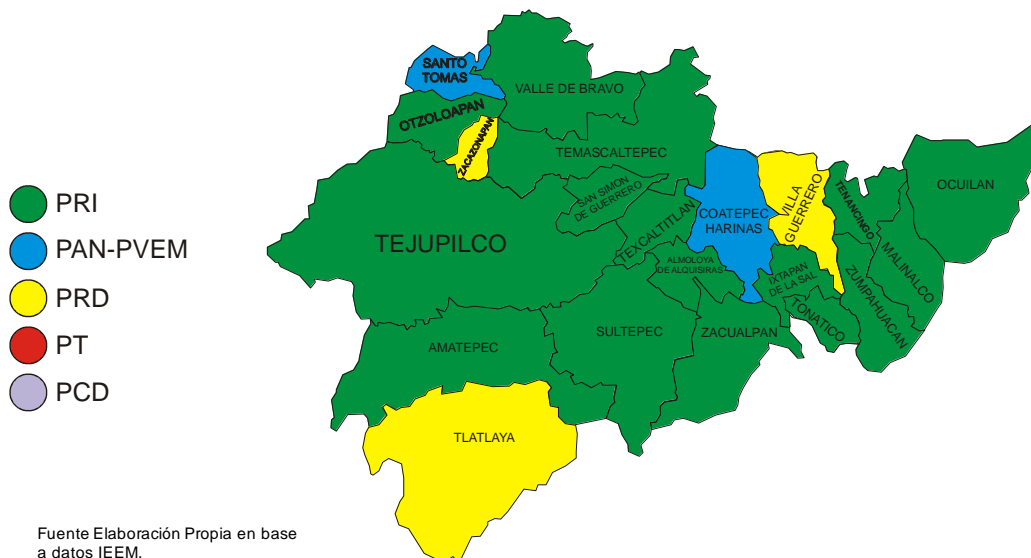 SANTO
TOMAS
VALLE DE BRAVO
OTZOLOAPAN
ZACAZONAPAN
TEMASCALTEPEC
SAN SIMON
DE GUERRERO
TEXCALTITLAN
COATEPEC
HARINAS
VILLA
GUERRERO
TENANCINGO
OCUILAN
MALINALCO
ZUMPAHUACAN
TEJUPILCO
ALMOLOYA
DE ALQUISIRAS
IXTAPAN
DE LA SAL
TONATICO
AMATEPEC
SULTEPEC
ZACUALPAN
TLATLAYA
PRI
PAN-PVEM
PRD
PT
PCD
Fuente Elaboración Propia en base
a datos IEEM.